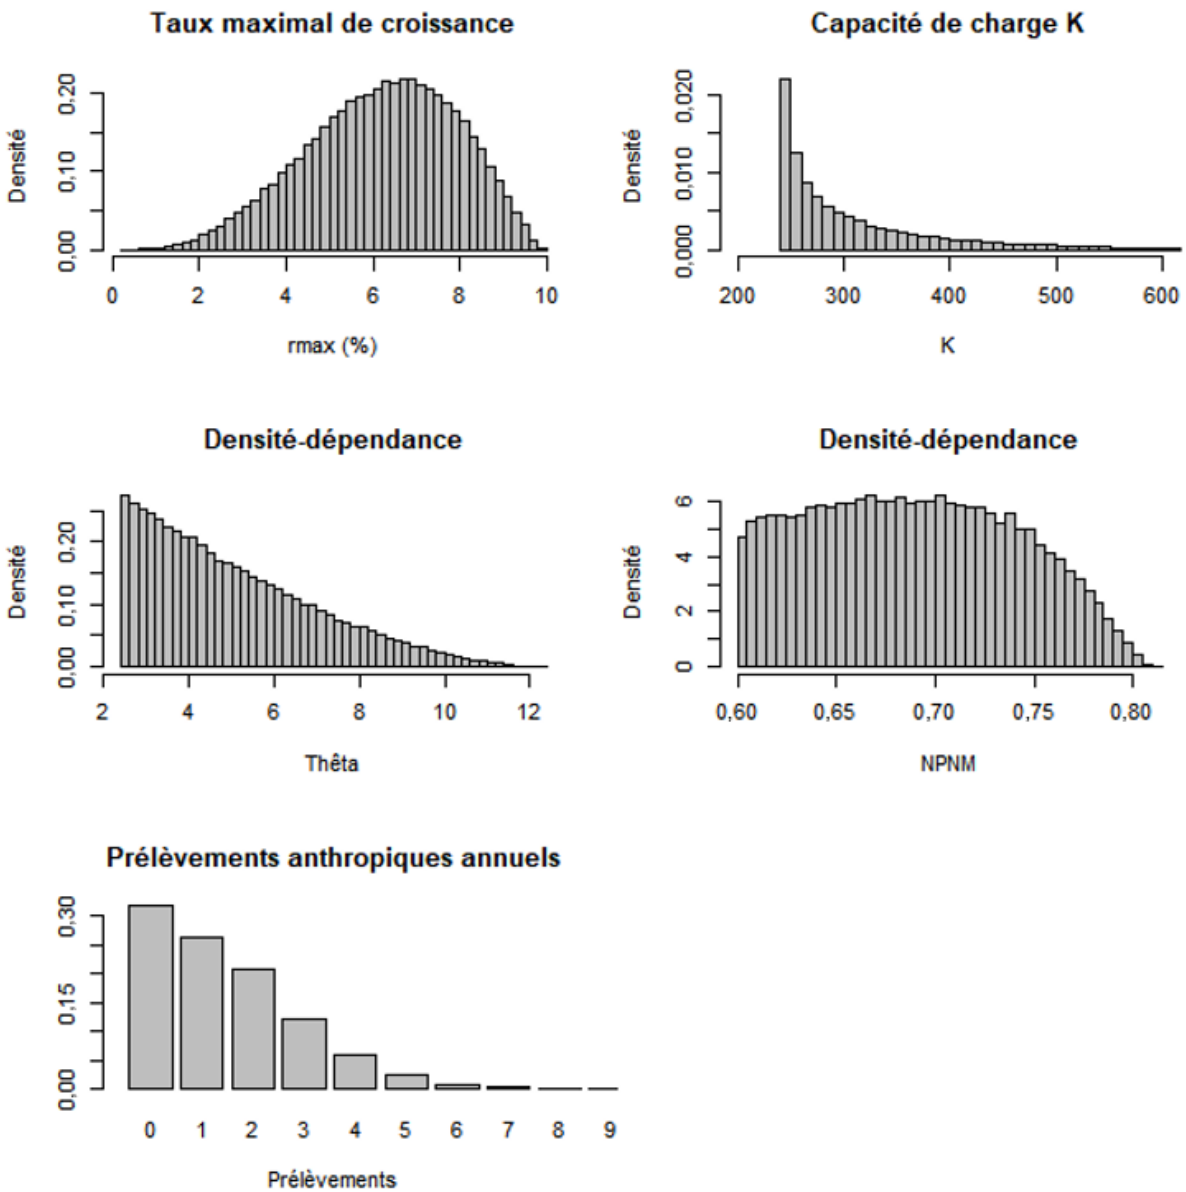 Taux maximal de croissance
Densité
0,00 0,10 0,20
0 2 4 6 8 10
rmax (%)
Capacité de charge K
Densité
0,000 0,010 0,020
200 300 400 500 600
K
Densité-dépendance
Densité
0,00 0,10 0,20
2 4 6 8 10 12
Thêta
Densité-dépendance
Densité
0 2 4 6
0,60 0,65 0,70 0,75 0,80
NPNM
Prélèvements anthropiques annuels
0,00 0,15 0,30
0 1 2 3 4 5 6 7 8 9
Prélèvements